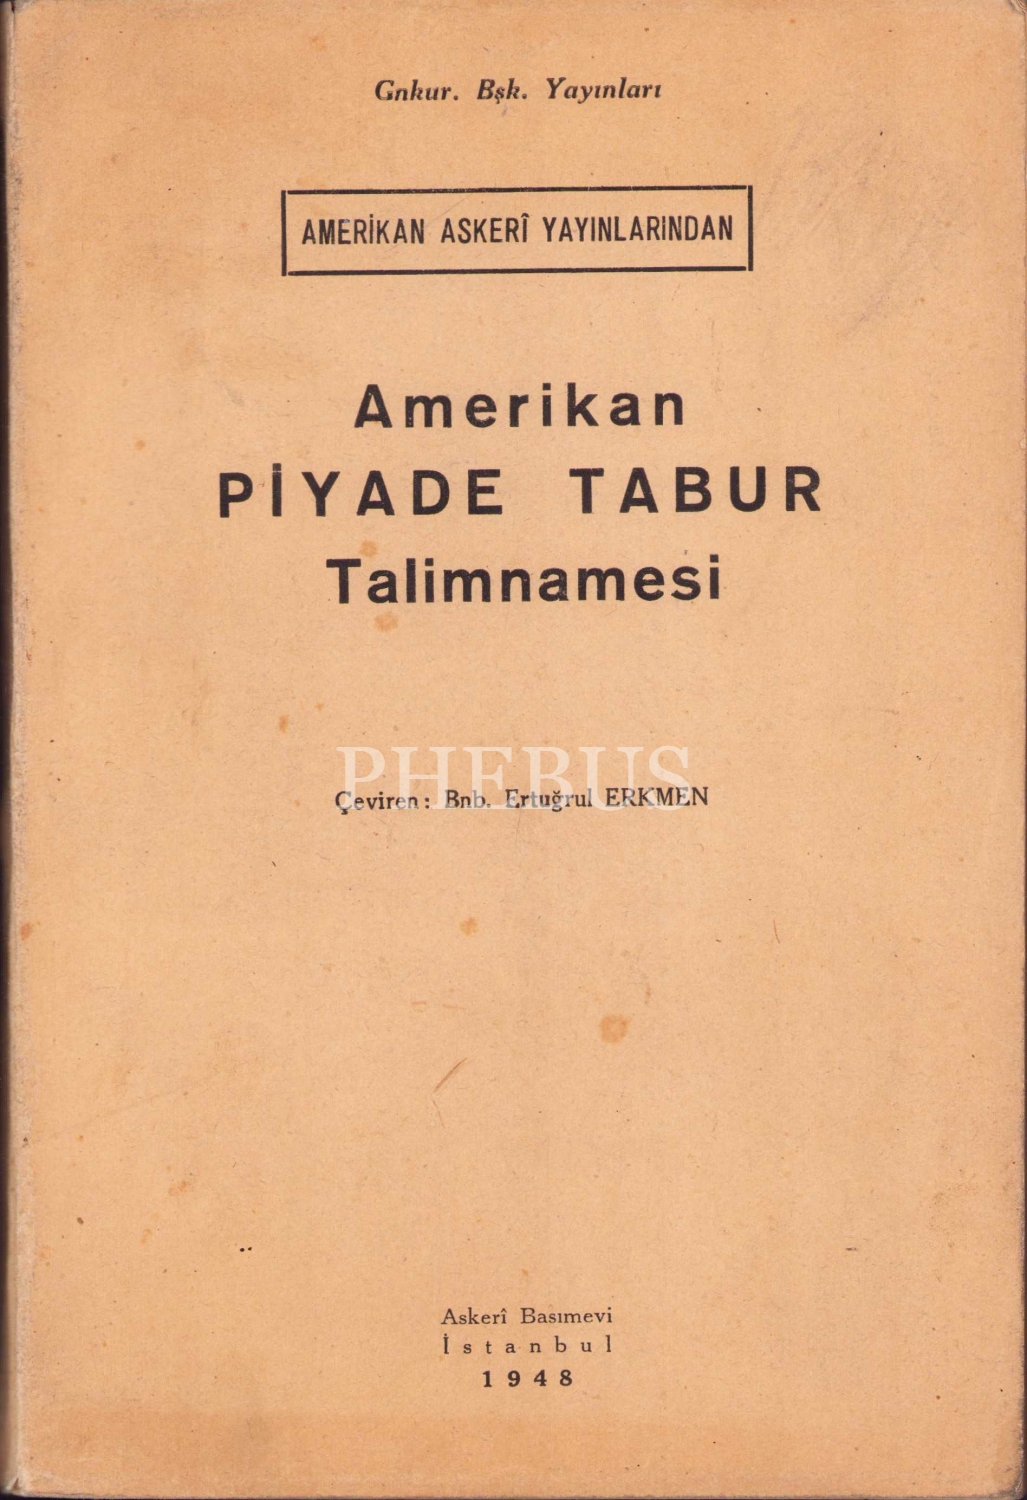 Gnkur. Bşk. Yayınları
AMERİKAN ASKERÎ YAYINLARINDAN
Amerikan
PİYADE TABUR
Talimnamesi
PHEBUS
Çeviren: Bnb. Ertuğrul ERKMEN
Askerî Basımevi
İstanbul
1948